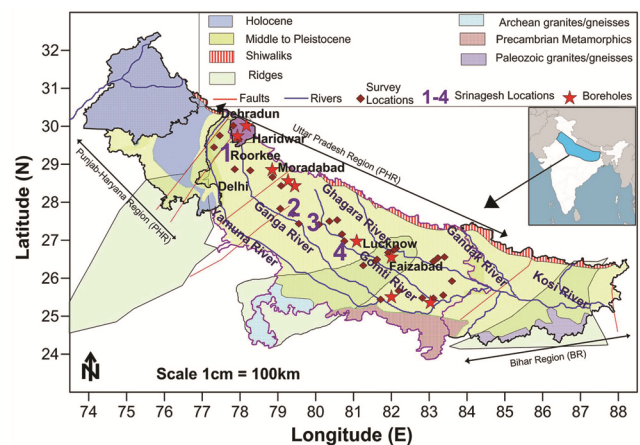 Holocene
Middle to Pleistocene
Shiwaliks
Ridges
Archean granites/gneisses
Precambrian Metamorphics
Paleozoic granites/gneisses
Faults
Rivers
Survey Locations
1-4 Srinagesh Locations
Boreholes
Dehradun
Haridwar
1
Roorkee
Moradabad
Delhi
2
3
4
Lucknow
Faizabad
Punjab-Haryana Region (PHR)
Uttar Pradesh Region (PHR)
Bihar Region (BR)
Yamuna River
Ganga River
Ghagara River
Gomti River
Gandak River
Kosi River
N
Scale 1cm = 100km
Latitude (N)
32
31
30
29
28
27
26
25
24
74 75 76 77 78 79 80 81 82 83 84 85 86 87 88
Longitude (E)